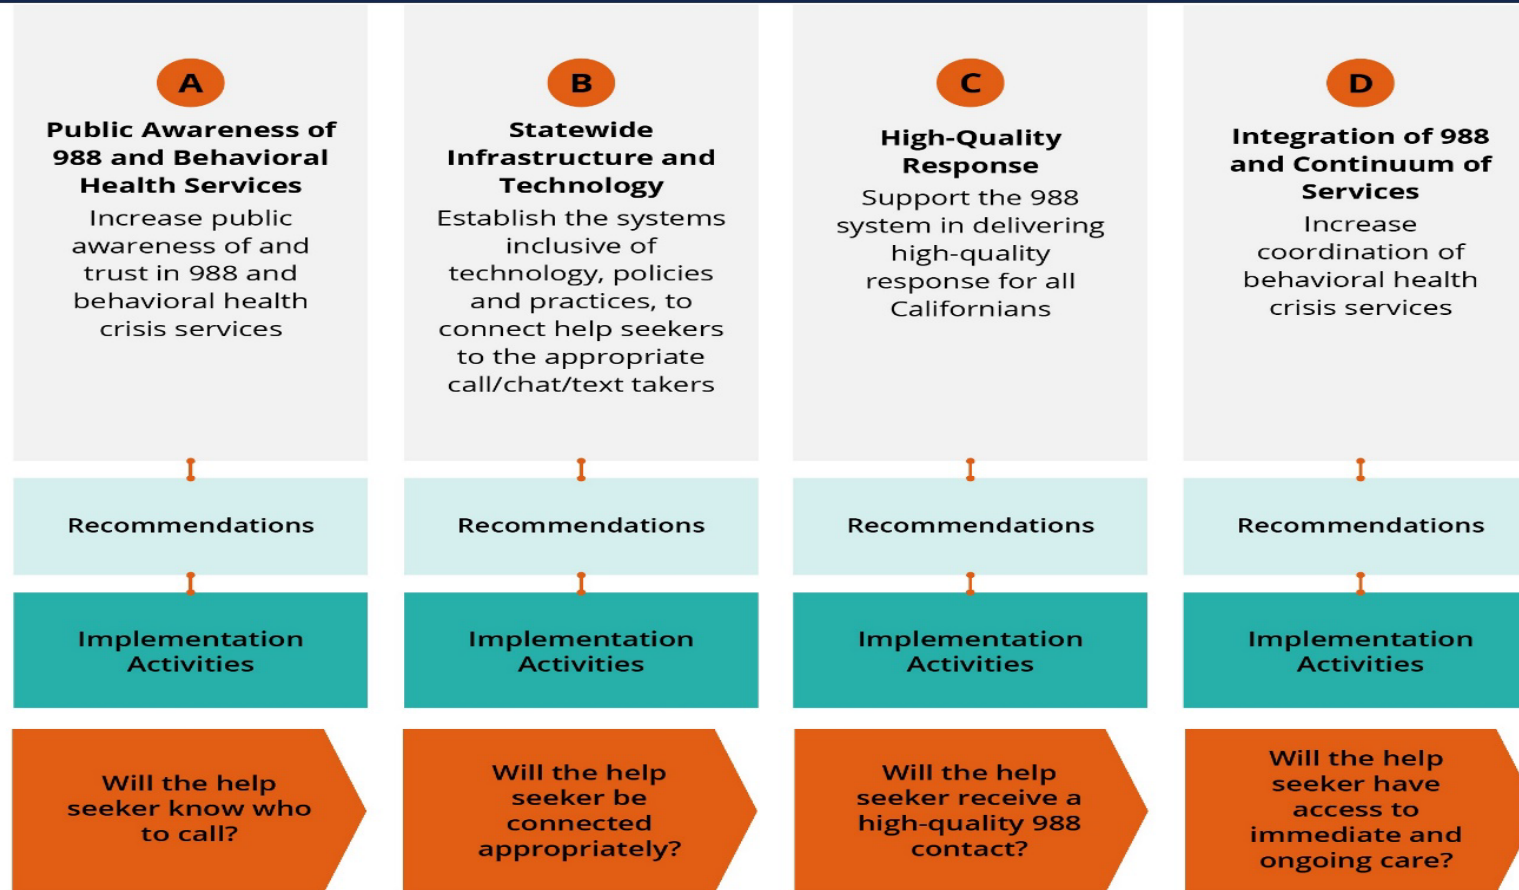 A
Public Awareness of
988 and Behavioral
Health Services
Increase public
awareness of and
trust in 988 and
behavioral health
crisis services
Recommendations
Implementation
Activities
Will the help
seeker know who
to call?
B
Statewide
Infrastructure and
Technology
Establish the systems
inclusive of
technology, policies
and practices, to
connect help seekers
to the appropriate
call/chat/text takers
Recommendations
Implementation
Activities
Will the help
seeker be
connected
appropriately?
C
High-Quality
Response
Support the 988
system in delivering
high-quality
response for all
Californians
Recommendations
Implementation
Activities
Will the help
seeker receive a
high-quality 988
contact?
D
Integration of 988
and Continuum of
Services
Increase
coordination of
behavioral health
crisis services
Recommendations
Implementation
Activities
Will the help
seeker have
access to
immediate and
ongoing care?